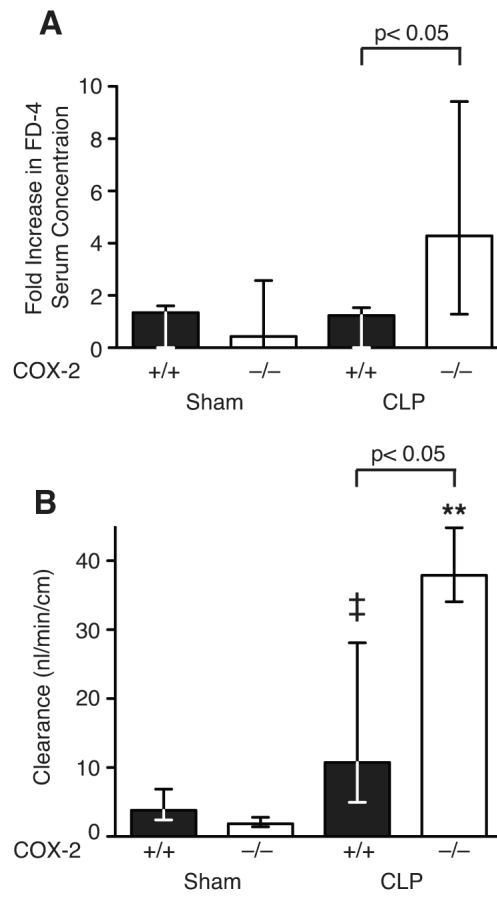 A
p< 0.05
Fold Increase in FD-4
Serum Concentraion
10
8
6
4
2
0
COX-2 +/+ –/– +/+ –/–
Sham CLP
p< 0.05
B
**
‡
Clearance (nl/min/cm)
40
30
20
10
0
COX-2 +/+ –/– +/+ –/–
Sham CLP